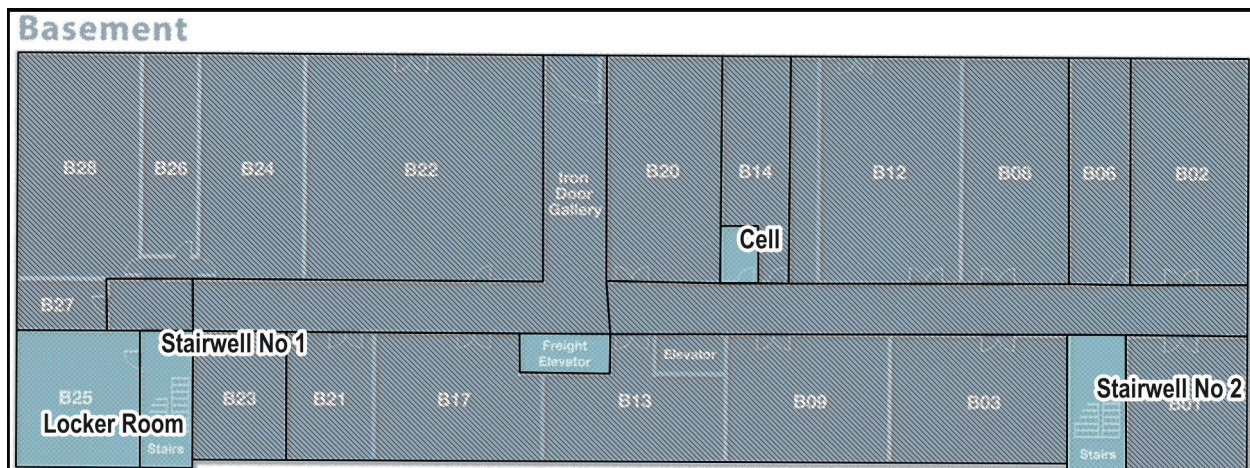 Basement
B28
B26
B24
B22
Iron
Door
Gallery
B20
B14
B12
B08
B06
B02
Cell
B27
Stairwell No 1
Freight
Elevator
Elevator
B25
Locker Room
Stairs
B23
B21
B17
B13
B09
B03
Stairwell No 2
Stairs